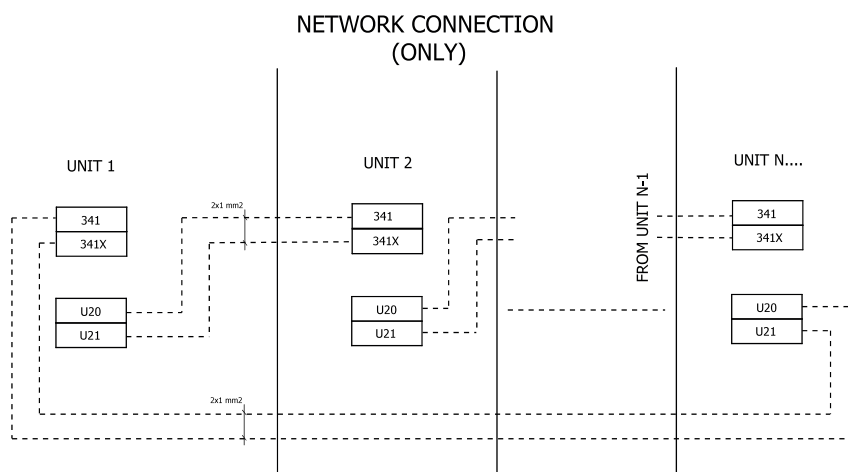 NETWORK CONNECTION
(ONLY)
UNIT 1
UNIT 2
UNIT N....
FROM UNIT N-1
2x1 mm2
341
341X
341
341X
341
341X
U20
U21
U20
U21
U20
U21
2x1 mm2